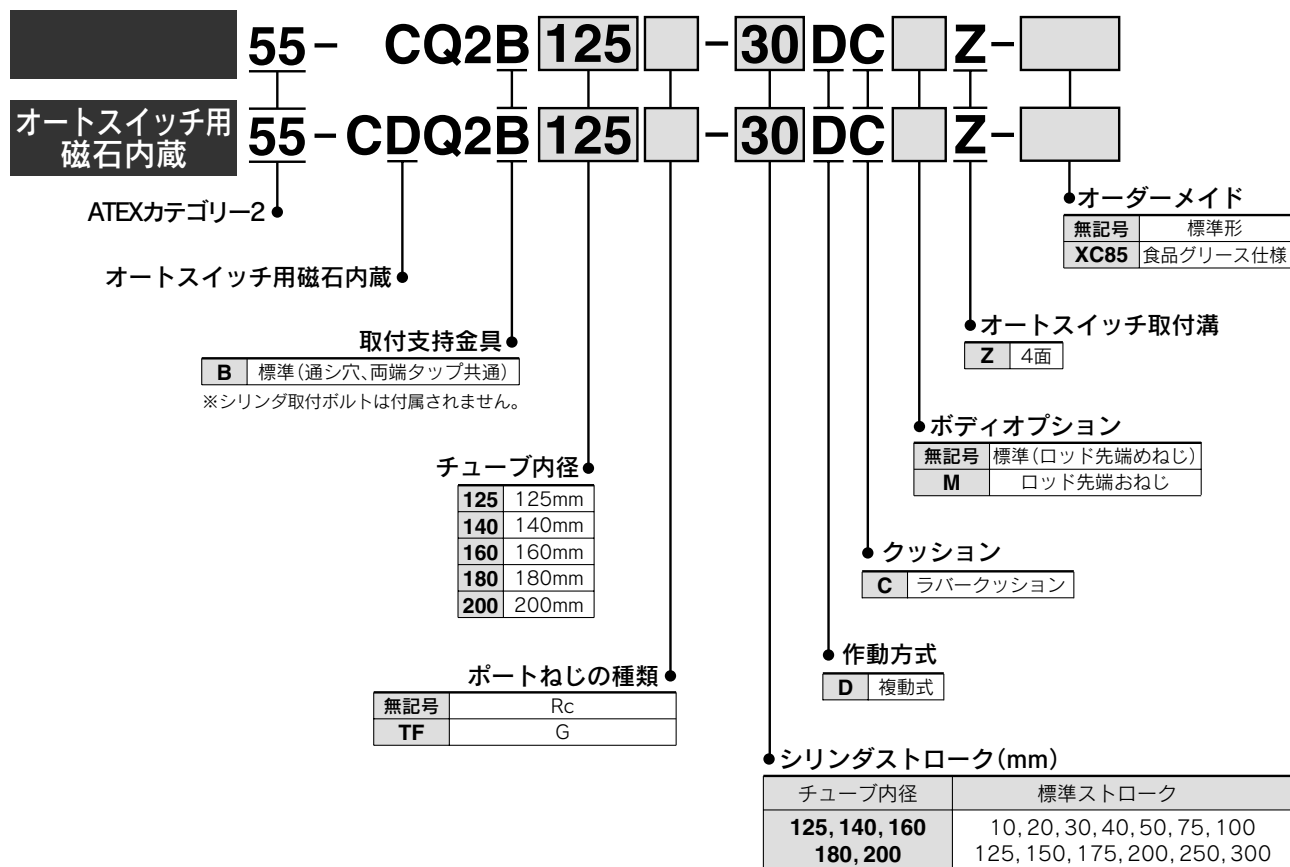 55- CQ2B 125 -30 DC Z-
オートスイッチ用
磁石内蔵
55-CDQ2B 125 -30 DC Z-
ATEXカテゴリー2
オートスイッチ用磁石内蔵
取付支持金具
B 標準(通シ穴、両端タップ共通)
※シリンダ取付ボルトは付属されません。
チューブ内径
125 125mm
140 140mm
160 160mm
180 180mm
200 200mm
ポートねじの種類
無記号 Rc
TF G
オーダーメイド
無記号 標準形
XC85 食品グリース仕様
オートスイッチ取付溝
Z 4面
ボディオプション
無記号 標準(ロッド先端めねじ)
M ロッド先端おねじ
クッション
C ラバークッション
作動方式
D 複動式
シリンダストローク(mm)
チューブ内径 標準ストローク
125, 140, 160 10, 20, 30, 40, 50, 75, 100
180, 200 125, 150, 175, 200, 250, 300